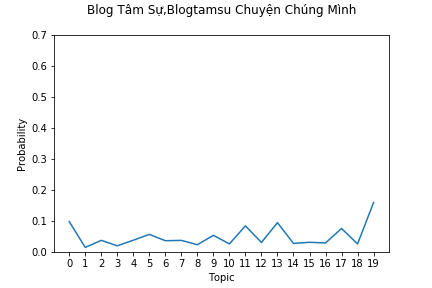 Blog Tâm Sự,Blogtamsu Chuyện Chúng Mình
0.7
0.6
0.5
0.4
0.3
0.2
0.1
0.0
Probability
0 1 2 3 4 5 6 7 8 9 10 11 12 13 14 15 16 17 18 19
Topic